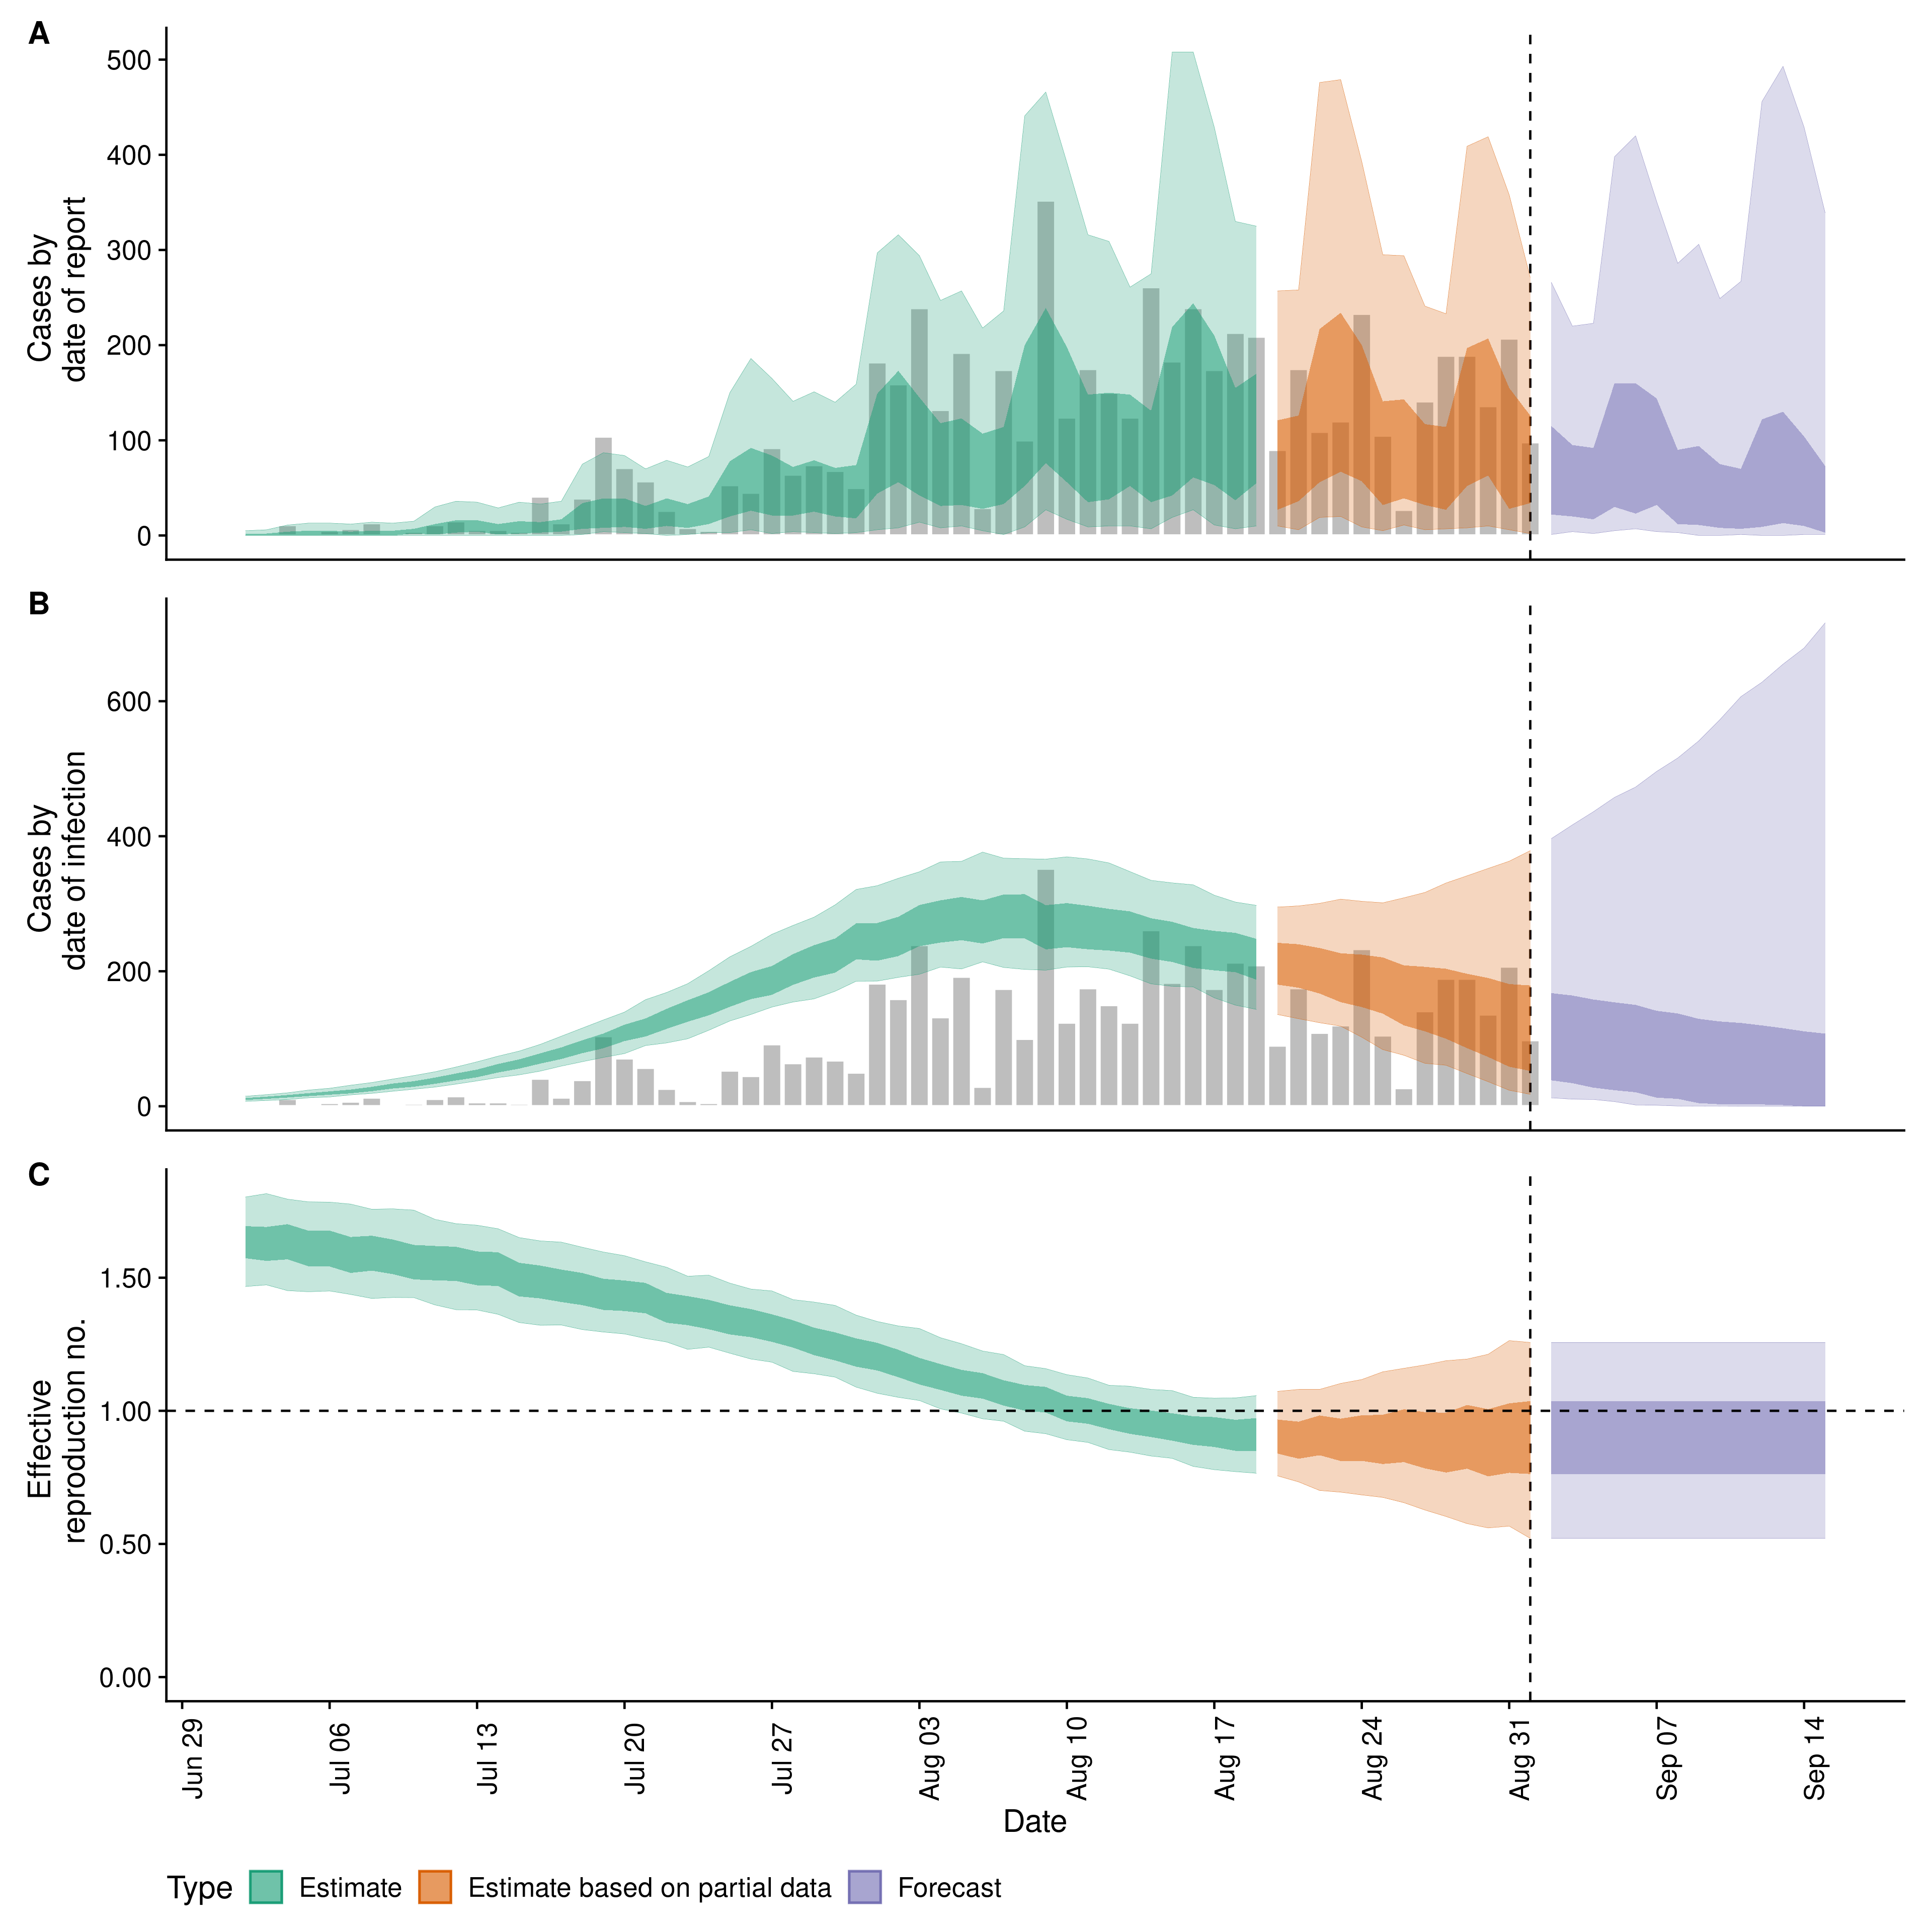 A
500
400
300
200
100
0
Cases by
date of report
B
600
400
200
0
Cases by
date of infection
C
1.50
1.00
0.50
0.00
Effective
reproduction no.
Jun 29
Jul 06
Jul 13
Jul 20
Jul 27
Aug 03
Aug 10
Aug 17
Aug 24
Aug 31
Sep 07
Sep 14
Date
Type Estimate Estimate based on partial data Forecast